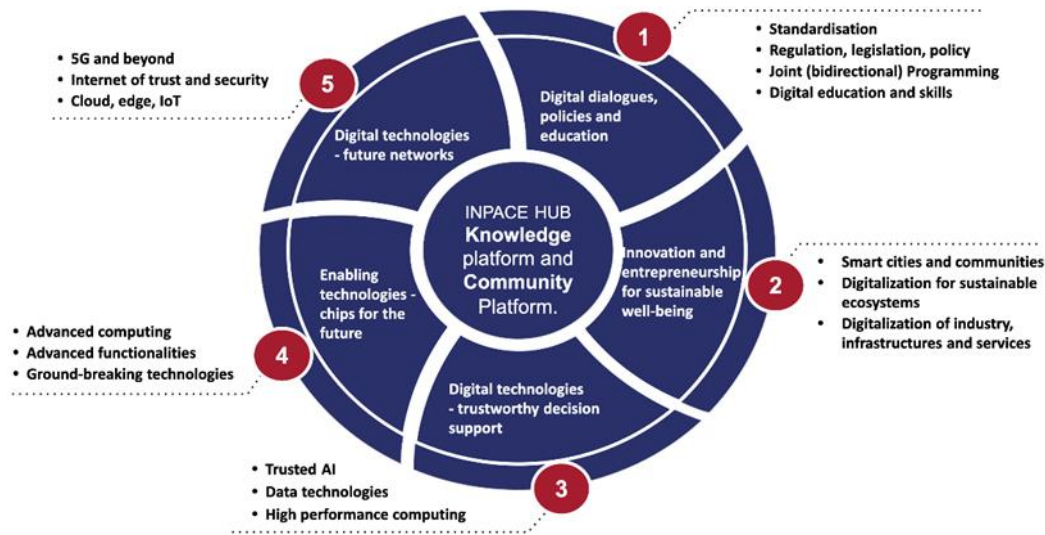 1
• Standardisation
• Regulation, legislation, policy
• Joint (bidirectional) Programming
• Digital education and skills
Digital dialogues,
policies and
education
2
• Smart cities and communities
• Digitalization for sustainable
ecosystems
• Digitalization of industry,
infrastructures and services
Innovation and
entrepreneurship
for sustainable
well-being
3
• Trusted AI
• Data technologies
• High performance computing
Digital technologies
- trustworthy decision
support
4
• Advanced computing
• Advanced functionalities
• Ground-breaking technologies
Enabling
technologies -
chips for the
future
5
• 5G and beyond
• Internet of trust and security
• Cloud, edge, IoT
Digital technologies
- future networks
INPACE HUB
Knowledge
platform and
Community
Platform.